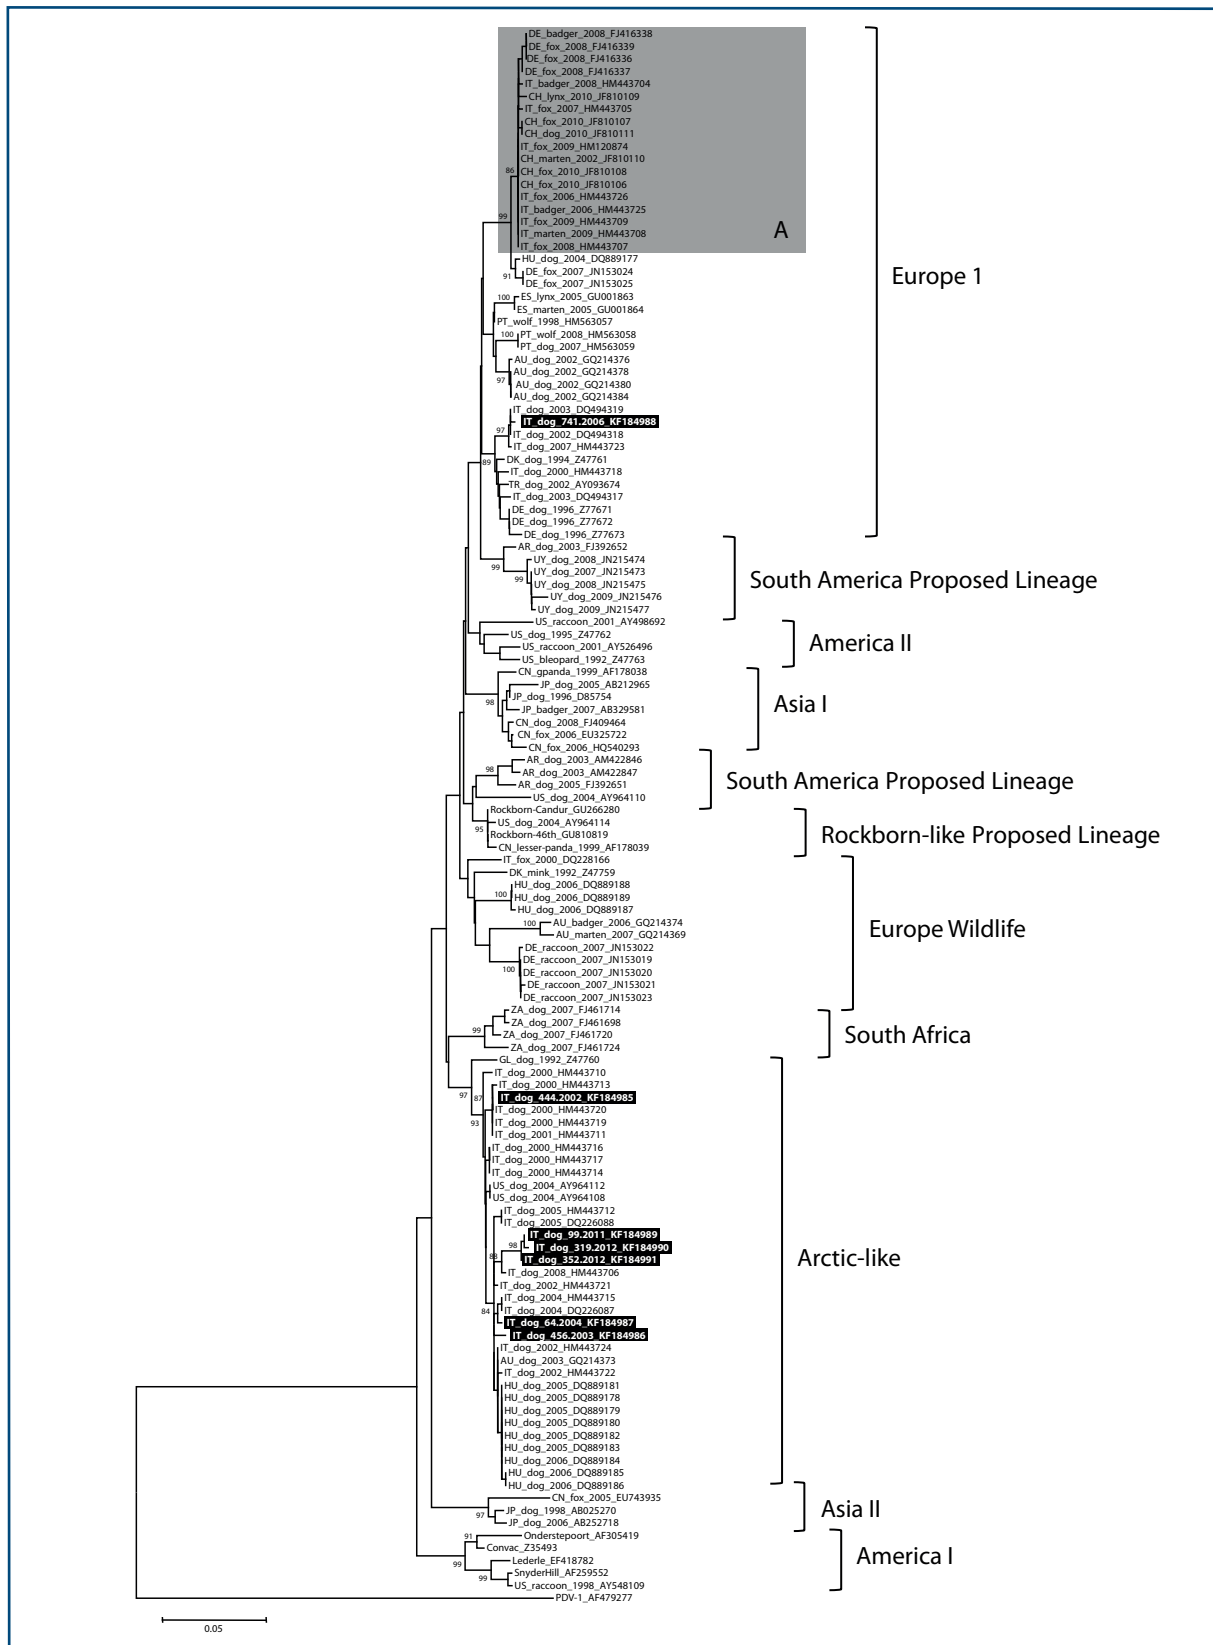 DE_badger_2008_FJ416338
DE_fox_2008_FJ416339
DE_fox_2008_FJ416336
DE_fox_2008_FJ416337
IT_badger_2008_HM443704
CH_lynx_2010_JF810109
IT_fox_2007_HM443705
CH_fox_2010_JF810107
CH_dog_2010_JF810111
IT_fox_2009_HM120874
CH_marten_2002_JF810110
86
CH_fox_2010_JF810108
CH_fox_2010_JF810106
IT_fox_2006_HM443726
IT_badger_2006_HM443725
99
IT_fox_2009_HM443709
IT_marten_2009_HM443708
A
IT_fox_2008_HM443707
HU_dog_2004_DQ889177
91
DE_fox_2007_JN153024
DE_fox_2007_JN153025
Europe 1
100
ES_lynx_2005_GU001863
ES_marten_2005_GU001864
PT_wolf_1998_HM563057
100
PT_wolf_2008_HM563058
PT_dog_2007_HM563059
AU_dog_2002_GQ214376
AU_dog_2002_GQ214378
97
AU_dog_2002_GQ214380
AU_dog_2002_GQ214384
IT_dog_2003_DQ494319
IT_dog_741.2006_KF184988
97
IT_dog_2002_DQ494318
IT_dog_2007_HM443723
89
DK_dog_1994_Z47761
IT_dog_2000_HM443718
TR_dog_2002_AY093674
IT_dog_2003_DQ494317
DE_dog_1996_Z77671
DE_dog_1996_Z77672
DE_dog_1996_Z77673
AR_dog_2003_FJ392652
99
UY_dog_2008_JN215474
UY_dog_2007_JN215473
99
UY_dog_2008_JN215475
South America Proposed Lineage
UY_dog_2009_JN215476
UY_dog_2009_JN215477
US_raccoon_2001_AY498692
US_dog_1995_Z47762
America II
US_raccoon_2001_AY526496
US_bleopard_1992_Z47763
CN_gpanda_1999_AF178038
JP_dog_2005_AB212965
98
JP_dog_1996_D85754
Asia I
JP_badger_2007_AB329581
CN_dog_2008_FJ409464
CN_fox_2006_EU325722
CN_fox_2006_HQ540293
AR_dog_2003_AM422846
98
AR_dog_2003_AM422847
South America Proposed Lineage
AR_dog_2005_FJ392651
US_dog_2004_AY964110
Rockborn-Candur_GU266280
US_dog_2004_AY964114
95
Rockborn-46th_GU810819
Rockborn-like Proposed Lineage
CN_lesser-panda_1999_AF178039
IT_fox_2000_DQ228166
DK_mink_1992_Z47759
HU_dog_2006_DQ889188
100
HU_dog_2006_DQ889189
HU_dog_2006_DQ889187
100
AU_badger_2006_GQ214374
Europe Wildlife
AU_marten_2007_GQ214369
DE_raccoon_2007_JN153022
DE_raccoon_2007_JN153019
100
DE_raccoon_2007_JN153020
DE_raccoon_2007_JN153021
DE_raccoon_2007_JN153023
ZA_dog_2007_FJ461714
ZA_dog_2007_FJ461698
99
ZA_dog_2007_FJ461720
South Africa
ZA_dog_2007_FJ461724
GL_dog_1992_Z47760
IT_dog_2000_HM443710
97
IT_dog_2000_HM443713
87
IT_dog_444.2002_KF184985
IT_dog_2000_HM443720
93
IT_dog_2000_HM443719
IT_dog_2001_HM443711
IT_dog_2000_HM443716
IT_dog_2000_HM443717
IT_dog_2000_HM443714
US_dog_2004_AY964112
US_dog_2004_AY964108
IT_dog_2005_HM443712
IT_dog_2005_DQ226088
IT_dog_99.2011_KF184989
98
IT_dog_319.2012_KF184990
88
IT_dog_352.2012_KF184991
Arctic-like
IT_dog_2008_HM443706
IT_dog_2002_HM443721
IT_dog_2004_HM443715
84
IT_dog_2004_DQ226087
IT_dog_64.2004_KF184987
IT_dog_456.2003_KF184986
IT_dog_2002_HM443724
AU_dog_2003_GQ214373
IT_dog_2002_HM443722
HU_dog_2005_DQ889181
HU_dog_2005_DQ889178
HU_dog_2005_DQ889179
HU_dog_2005_DQ889180
HU_dog_2005_DQ889182
HU_dog_2005_DQ889183
HU_dog_2006_DQ889184
HU_dog_2006_DQ889185
HU_dog_2006_DQ889186
CN_fox_2005_EU743935
97
JP_dog_1998_AB025270
Asia II
JP_dog_2006_AB252718
91
Onderstepoort_AF305419
Convac_Z35493
America I
99
Lederle_EF418782
99
SnyderHill_AF259552
US_raccoon_1998_AY548109
PDV-1_AF479277
0.05